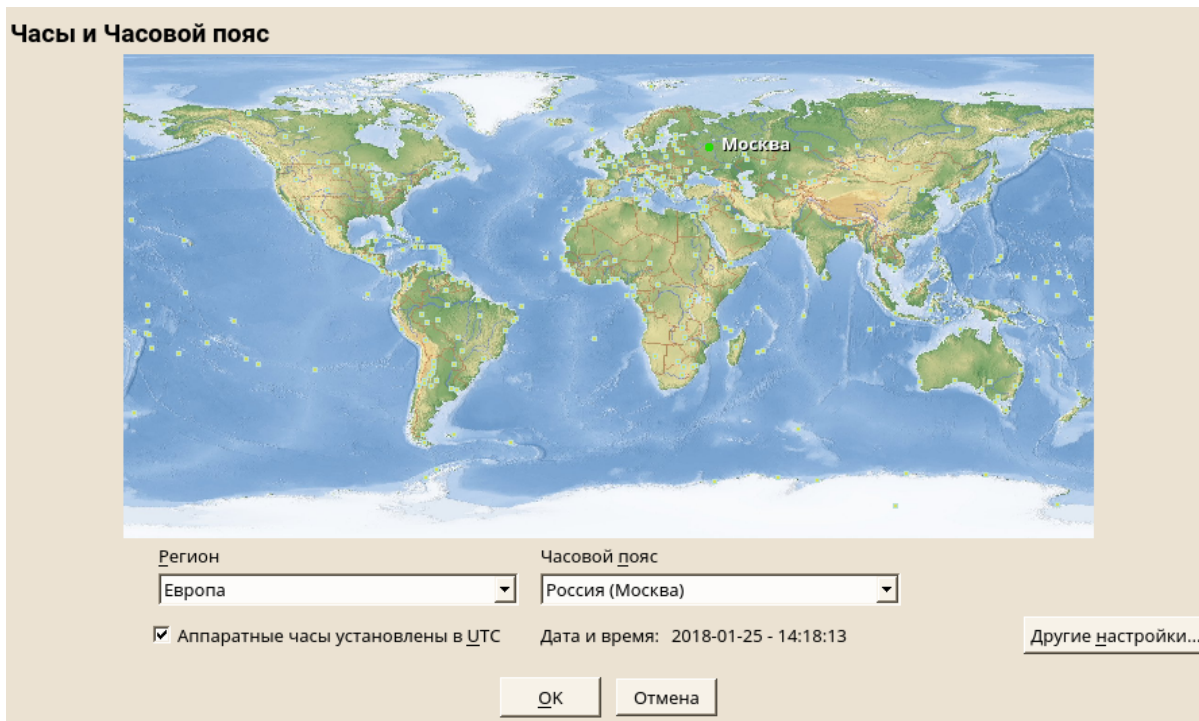 Часы и Часовой пояс
Москва
Регион
Часовой пояс
Европа
Россия (Москва)
Аппаратные часы установлены в UTC
Дата и время: 2018-01-25 - 14:18:13
Другие настройки...
OK
Отмена